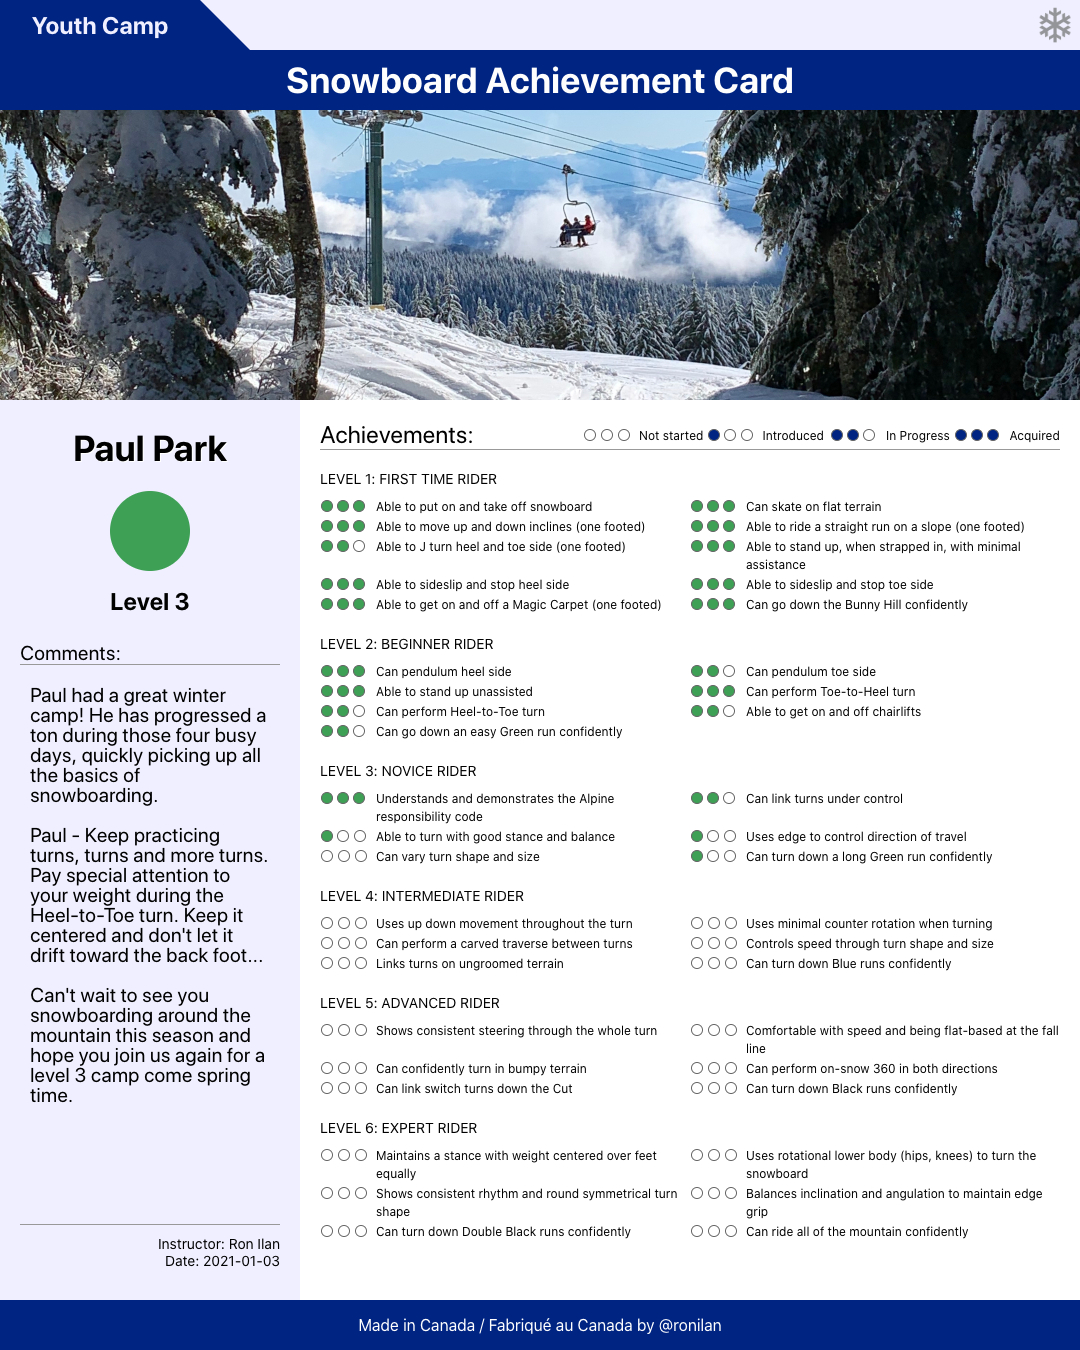 Youth Camp
Snowboard Achievement Card
Paul Park
Level 3
Comments:
Paul had a great winter
camp! He has progressed a
ton during those four busy
days, quickly picking up all
the basics of
snowboarding.
Paul - Keep practicing
turns, turns and more turns.
Pay special attention to
your weight during the
Heel-to-Toe turn. Keep it
centered and don't let it
drift toward the back foot...
Can't wait to see you
snowboarding around the
mountain this season and
hope you join us again for a
level 3 camp come spring
time.
Instructor: Ron Ilan
Date: 2021-01-03
Achievements:
Not started Introduced In Progress Acquired
LEVEL 1: FIRST TIME RIDER
Able to put on and take off snowboard
Can skate on flat terrain
Able to move up and down inclines (one footed)
Able to ride a straight run on a slope (one footed)
Able to J turn heel and toe side (one footed)
Able to stand up, when strapped in, with minimal
assistance
Able to sideslip and stop heel side
Able to sideslip and stop toe side
Able to get on and off a Magic Carpet (one footed)
Can go down the Bunny Hill confidently
LEVEL 2: BEGINNER RIDER
Can pendulum heel side
Can pendulum toe side
Able to stand up unassisted
Can perform Toe-to-Heel turn
Can perform Heel-to-Toe turn
Able to get on and off chairlifts
Can go down an easy Green run confidently
LEVEL 3: NOVICE RIDER
Understands and demonstrates the Alpine
responsibility code
Can link turns under control
Able to turn with good stance and balance
Uses edge to control direction of travel
Can vary turn shape and size
Can turn down a long Green run confidently
LEVEL 4: INTERMEDIATE RIDER
Uses up down movement throughout the turn
Uses minimal counter rotation when turning
Can perform a carved traverse between turns
Controls speed through turn shape and size
Links turns on ungroomed terrain
Can turn down Blue runs confidently
LEVEL 5: ADVANCED RIDER
Shows consistent steering through the whole turn
Comfortable with speed and being flat-based at the fall
line
Can confidently turn in bumpy terrain
Can perform on-snow 360 in both directions
Can link switch turns down the Cut
Can turn down Black runs confidently
LEVEL 6: EXPERT RIDER
Maintains a stance with weight centered over feet
equally
Uses rotational lower body (hips, knees) to turn the
snowboard
Shows consistent rhythm and round symmetrical turn
shape
Balances inclination and angulation to maintain edge
grip
Can turn down Double Black runs confidently
Can ride all of the mountain confidently
Made in Canada / Fabriqué au Canada by @ronilan